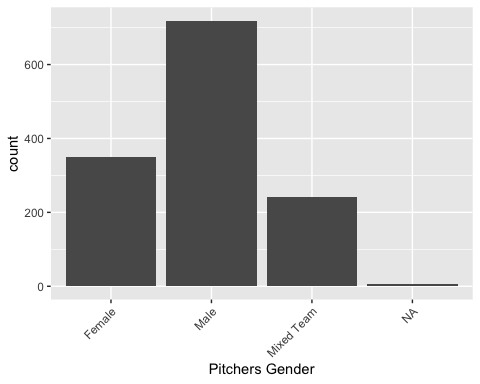 count
600
400
200
0
Female
Male
Mixed Team
NA
Pitchers Gender